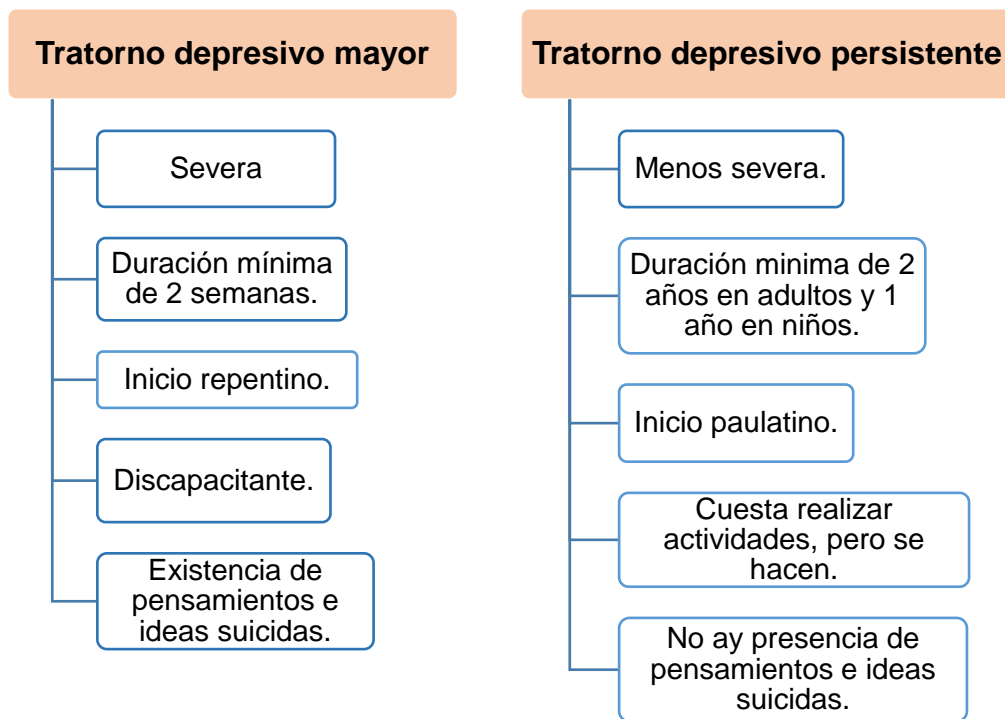 Tratorno depresivo mayor
Severa
Duración mínima
de 2 semanas.
Inicio repentino.
Discapacitante.
Existencia de
pensamientos e
ideas suicidas.
Tratorno depresivo persistente
Menos severa.
Duración minima de 2
años en adultos y 1
año en niños.
Inicio paulatino.
Cuesta realizar
actividades, pero se
hacen.
No ay presencia de
pensamientos e ideas
suicidas.